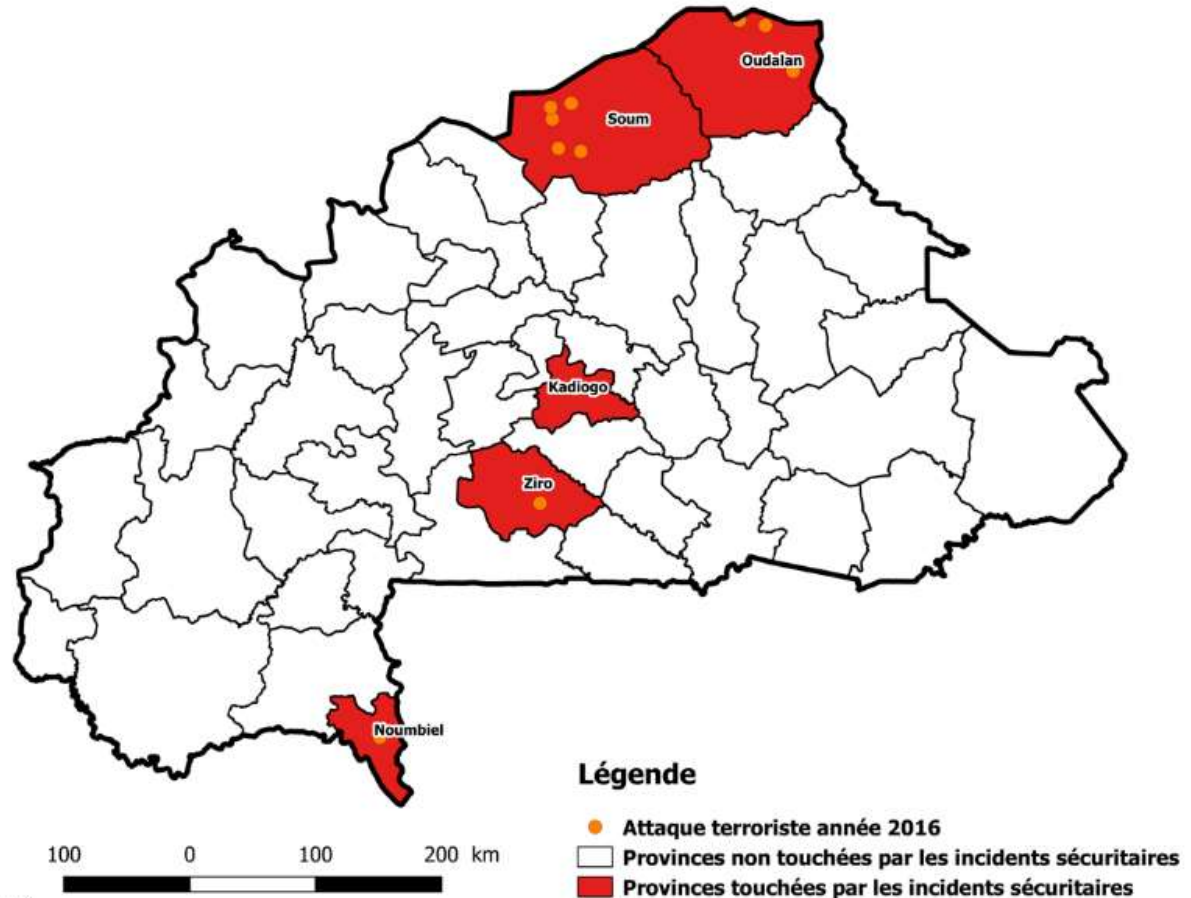 Oudalan
Soum
Kadiogo
Ziro
Noumbiel
Légende
Attaque terroriste année 2016
Provinces non touchées par les incidents sécuritaires
Provinces touchées par les incidents sécuritaires
100 0 100 200 km